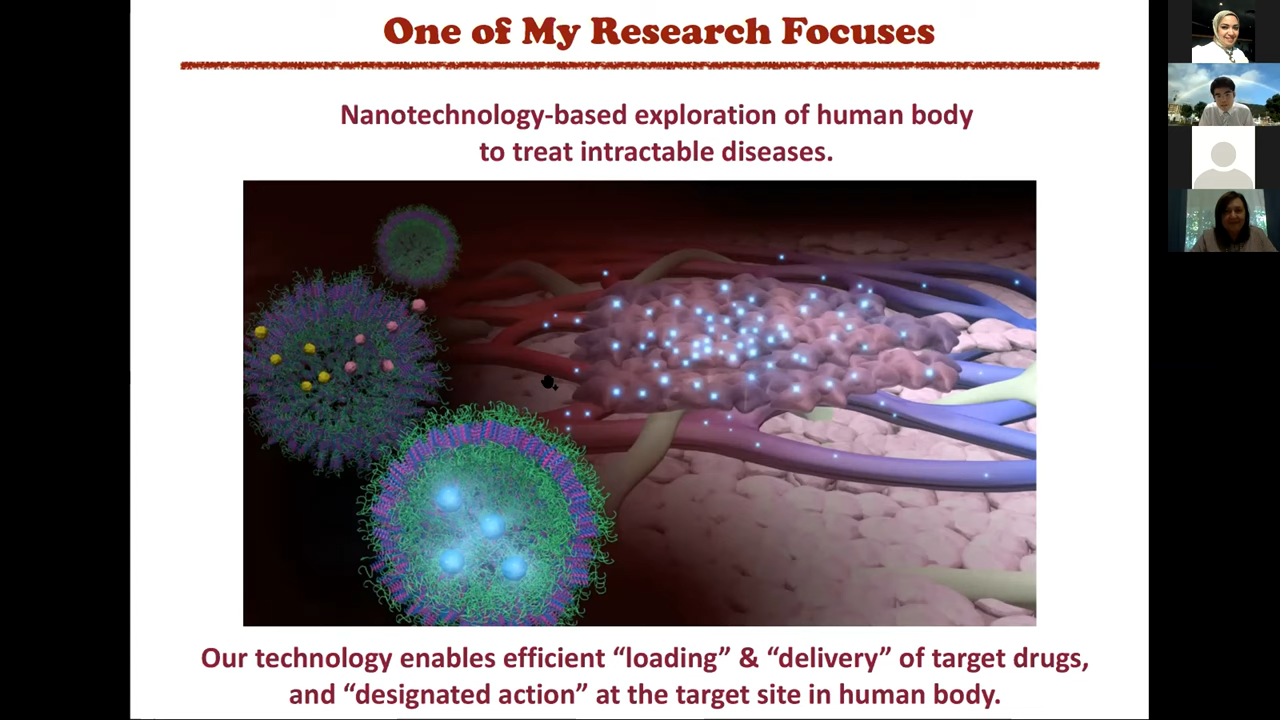 One of My Research Focuses
Nanotechnology-based exploration of human body
to treat intractable diseases.
Our technology enables efficient “loading” & “delivery” of target drugs,
and “designated action” at the target site in human body.